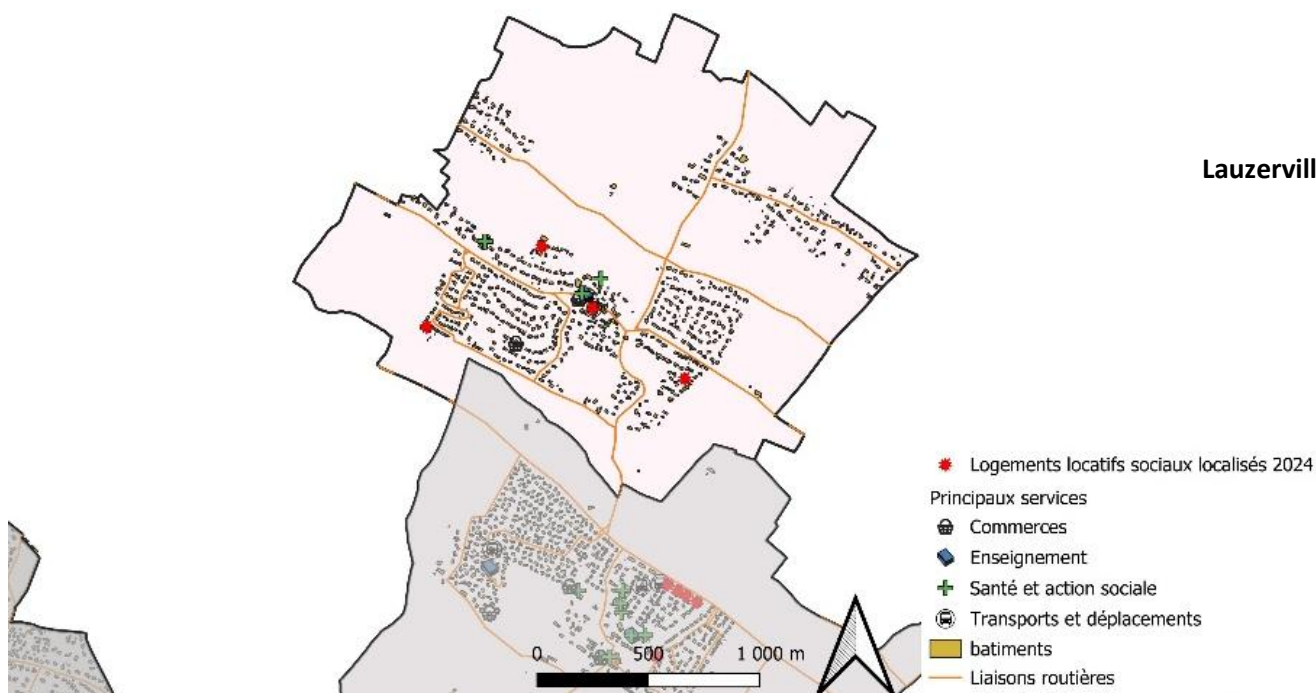 Lauzervill
Logements locatifs sociaux localisés 2024
Principaux services
Commerces
Enseignement
Santé et action sociale
Transports et déplacements
batiments
Liaisons routières
0 500 1 000 m